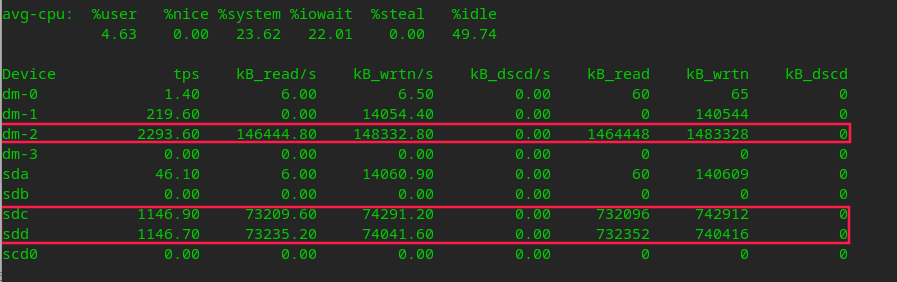 avg-cpu:  %user   %nice %system %iowait  %steal   %idle
           4.63    0.00   23.62   22.01    0.00   49.74
Device             tps    kB_read/s    kB_wrtn/s    kB_dscd/s    kB_read    kB_wrtn    kB_dscd
dm-0              1.40         6.00         6.50         0.00         60         65          0
dm-1            219.60         0.00     14054.40         0.00          0     140544          0
dm-2           2293.60    146444.80    148332.80         0.00    1464448    1483328          0
dm-3              0.00         0.00         0.00         0.00          0          0          0
sda              46.10         6.00     14060.90         0.00         60     140609          0
sdb               0.00         0.00         0.00         0.00          0          0          0
sdc            1146.90     73209.60     74291.20         0.00     732096     742912          0
sdd            1146.70     73235.20     74041.60         0.00     732352     740416          0
scd0              0.00         0.00         0.00         0.00          0          0          0